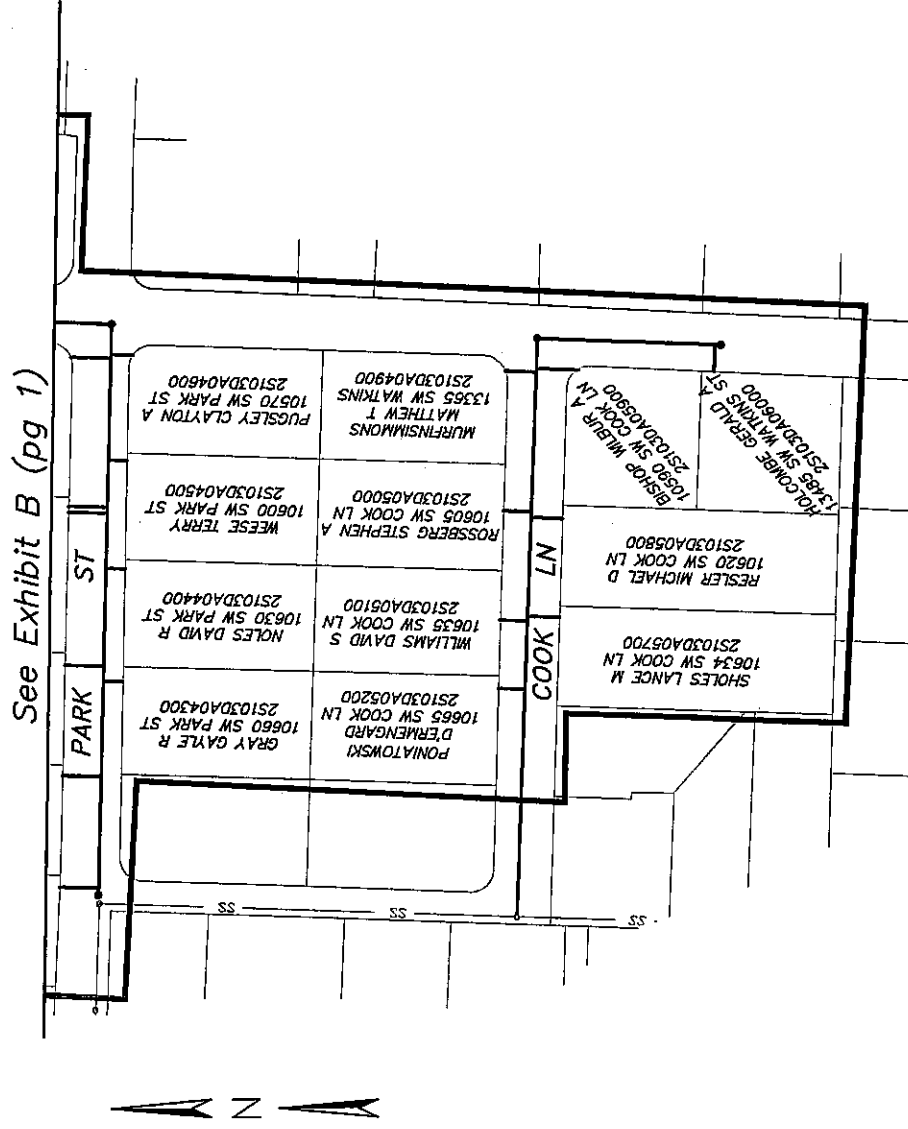 See Exhibit B (pg 1)
PARK ST
PUGSLEY CLAYTON A
10570 SW PARK ST
2S103DA04600
WEESE TERRY
10600 SW PARK ST
2S103DA04500
NOLES DAVID R
10630 SW PARK ST
2S103DA04400
GRAY GAYLE R
10660 SW PARK ST
2S103DA04300
MURFINSIMMONS
MATTHEW T
13365 SW WATKINS
2S103DA04900
ROSSBERG STEPHEN A
10605 SW COOK LN
2S103DA05000
WILLIAMS DAVID S
10635 SW COOK LN
2S103DA05100
PONIATOWSKI
D'ERMENGARD
10665 SW COOK LN
2S103DA05200
COOK LN
BISHOP WILBUR A
10590 SW COOK LN
2S103DA05900
HOLCOMBE GERALD A
13485 SW WATKINS ST
2S103DA06000
RESLER MICHAEL D
10620 SW COOK LN
2S103DA05800
SHOLES LANCE M
10634 SW COOK LN
2S103DA05700
SS
SS
SS
N